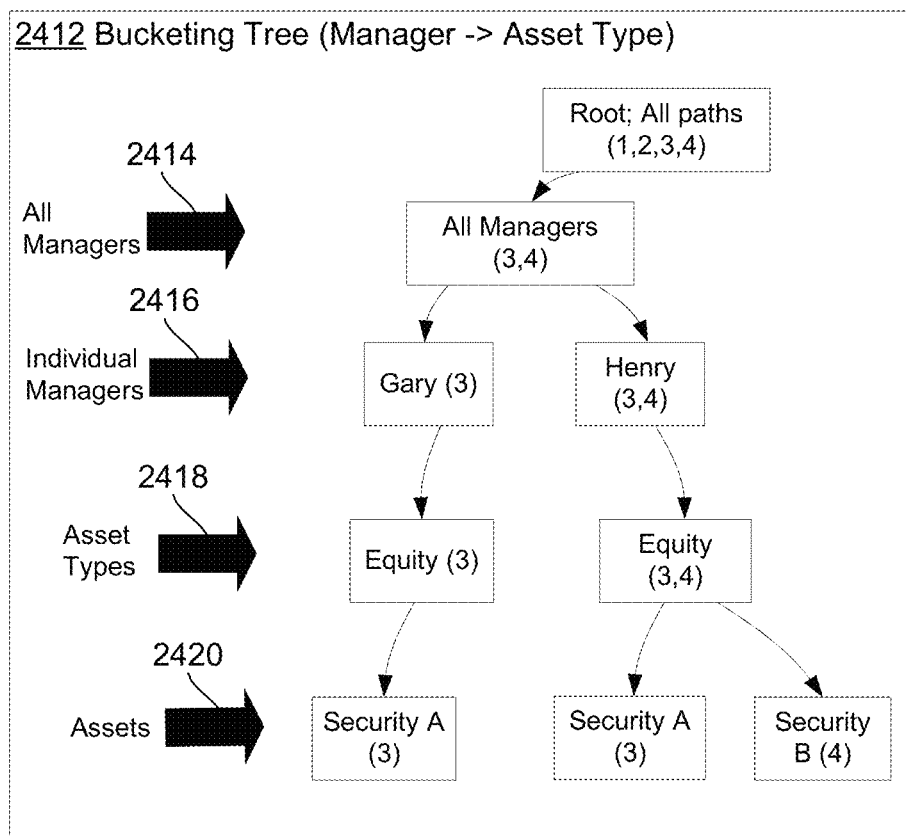 2412 Bucketing Tree (Manager -> Asset Type)
Root; All paths
(1,2,3,4)
2414
All
Managers
All Managers
(3,4)
2416
Individual
Managers
Gary (3)
Henry
(3,4)
2418
Asset
Types
Equity (3)
Equity
(3,4)
2420
Assets
Security A
(3)
Security A
(3)
Security
B (4)